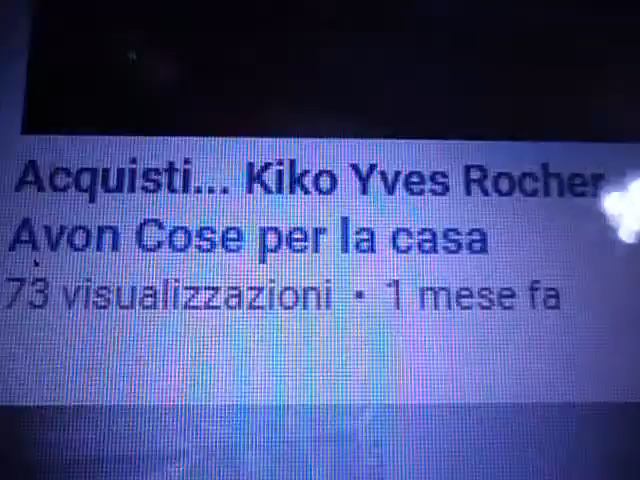 Acquisti... Kiko Yves Rocher
Avon Cose per la casa
73 visualizzazioni • 1 mese fa